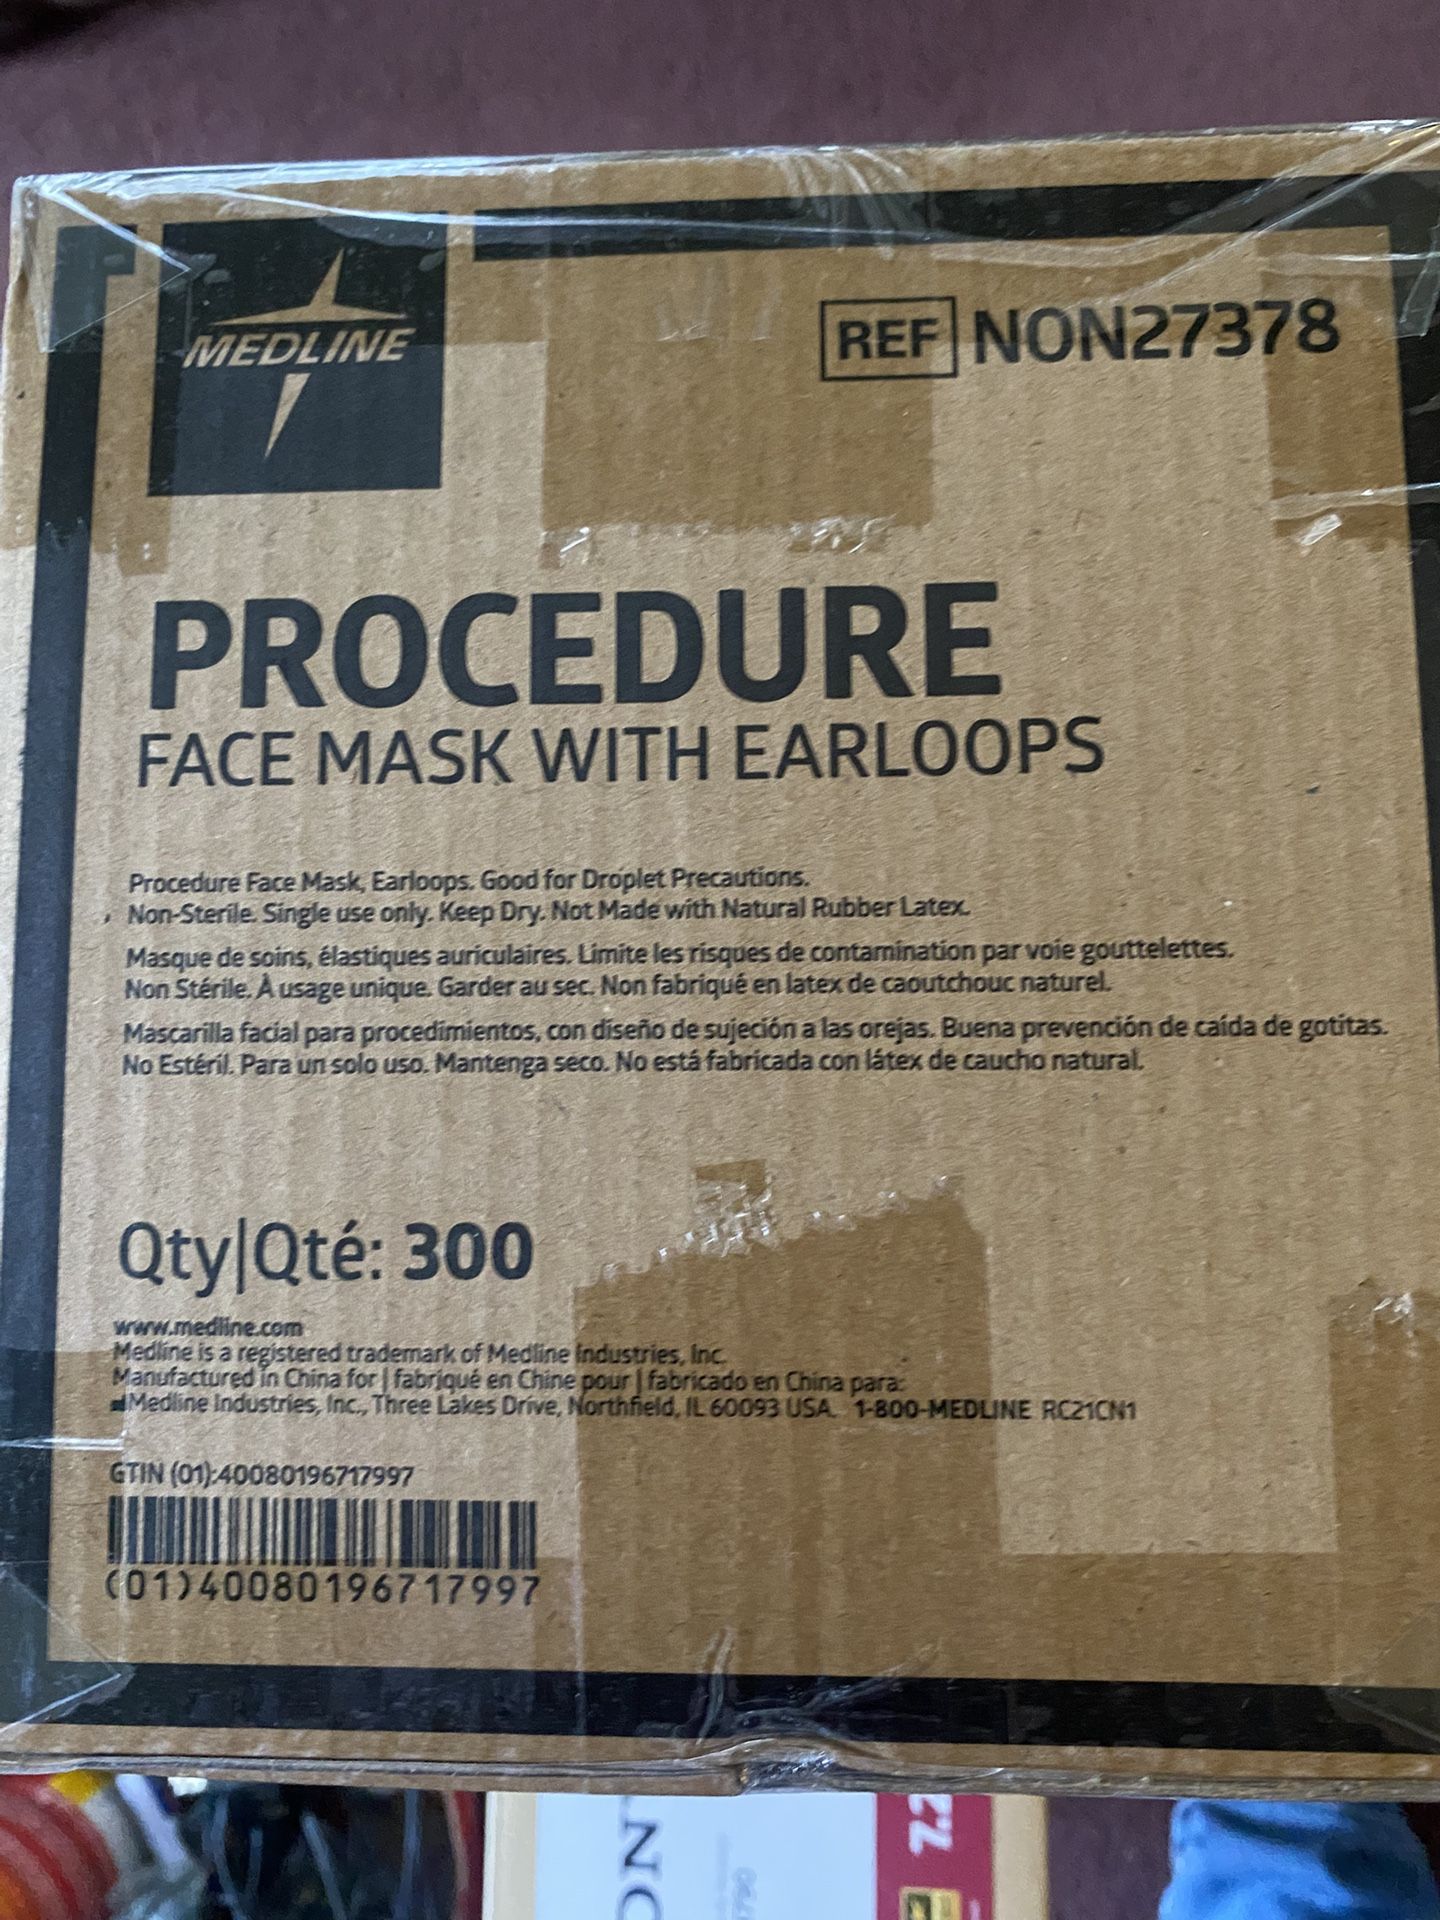 MEDLINE
REF NON27378
PROCEDURE
FACE MASK WITH EARLOOPS
Procedure Face Mask, Earloops. Good for Droplet Precautions.
Non-Sterile. Single use only. Keep Dry. Not Made with Natural Rubber Latex.
Masque de soins, élastiques auriculaires. Limite les risques de contamination par voie gouttelettes.
Non Stérile. À usage unique. Garder au sec. Non fabriqué en latex de caoutchouc naturel.
Mascarilla facial para procedimientos, con diseño de sujeción a las orejas. Buena prevención de caída de gotitas.
No Estéril. Para un solo uso. Mantenga seco. No está fabricada con látex de caucho natural.
Qty|Qté: 300
www.medline.com
Medline is a registered trademark of Medline Industries, Inc.
Manufactured in China for | fabriqué en Chine pour | fabricado en China para:
Medline Industries, Inc., Three Lakes Drive, Northfield, IL 60093 USA. 1-800-MEDLINE RC21CN1
GTIN (01):40080196717997
(01)40080196717997